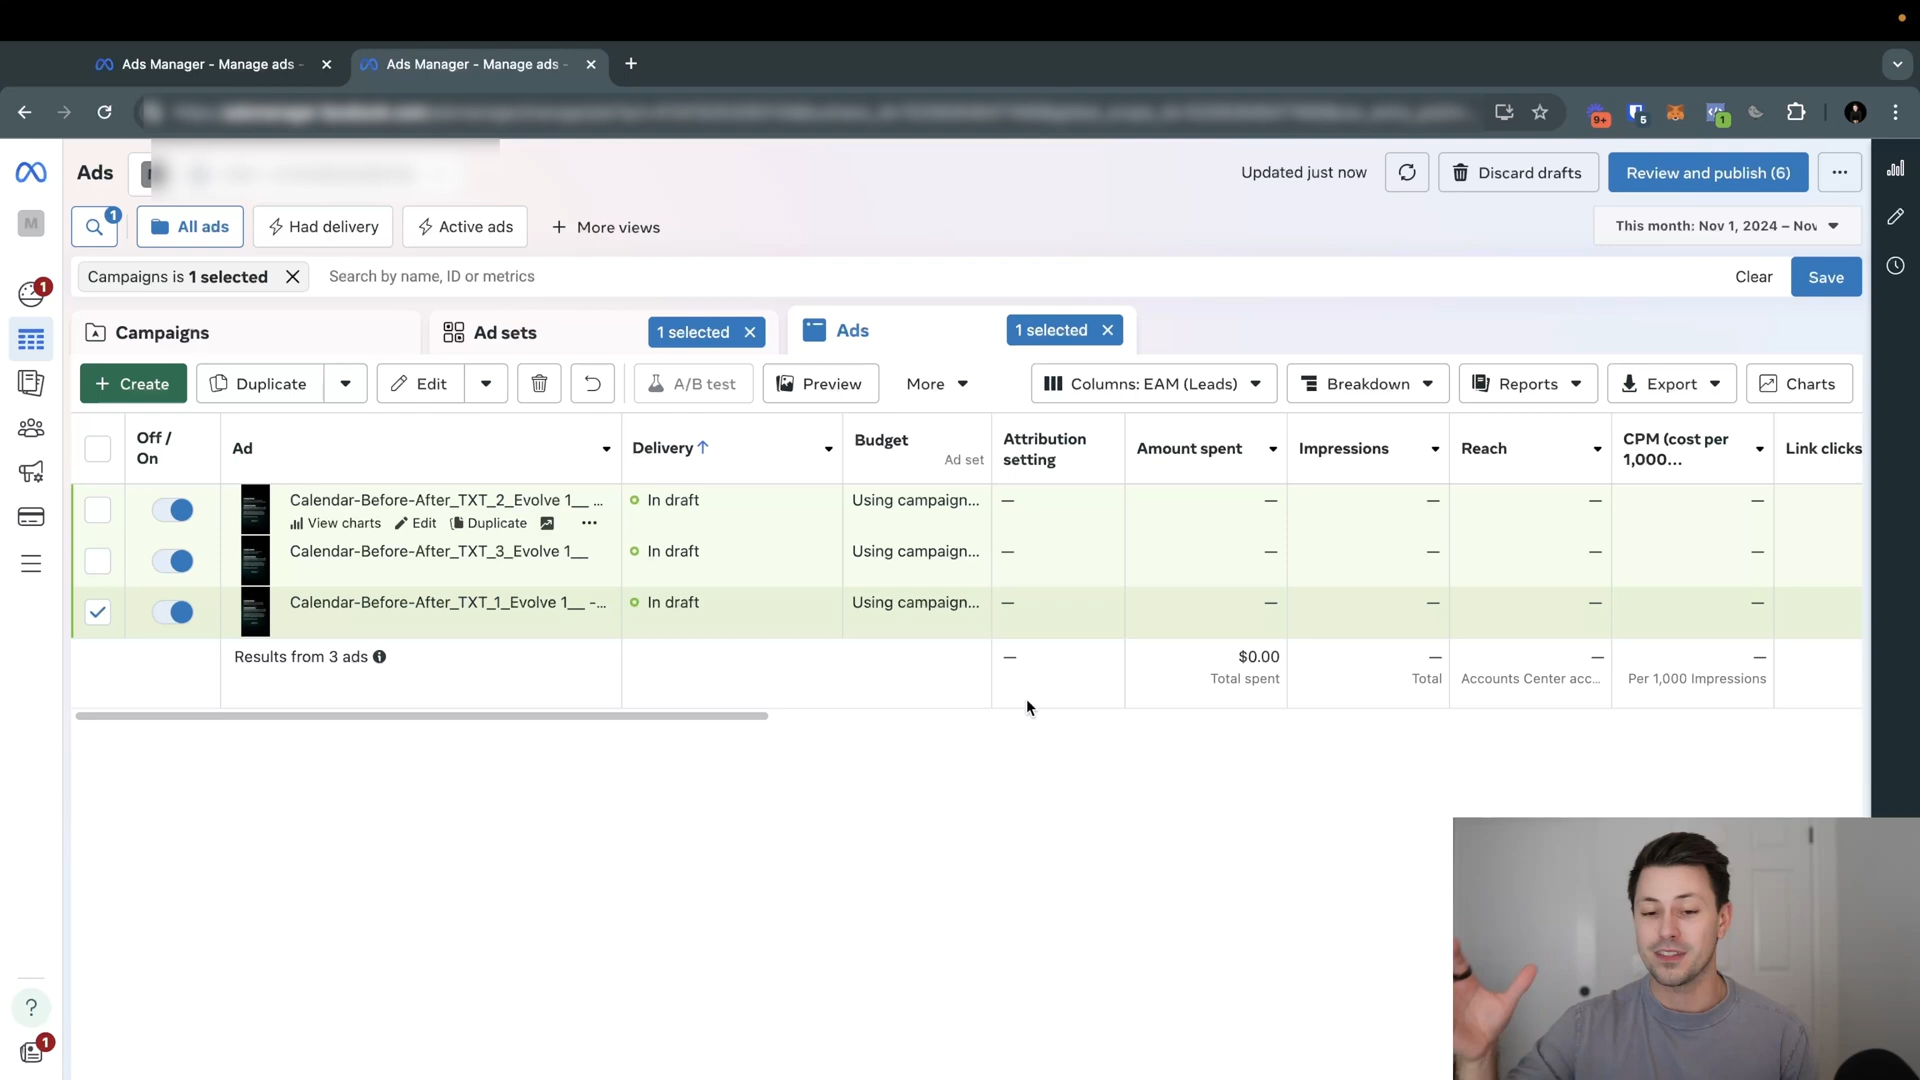 Ads Manager - Manage ads -
Ads Manager - Manage ads -
9+
5
1
Ads
Updated just now
Discard drafts
Review and publish (6)
M
1
All ads
Had delivery
Active ads
+ More views
This month: Nov 1, 2024 – Nov
Campaigns is 1 selected
Search by name, ID or metrics
Clear
Save
1
Campaigns
Ad sets
1 selected
Ads
1 selected
+ Create
Duplicate
Edit
A/B test
Preview
More
Columns: EAM (Leads)
Breakdown
Reports
Export
Charts
Off / On
Ad
Delivery ↑
Budget
Ad set
Attribution setting
Amount spent
Impressions
Reach
CPM (cost per 1,000...
Link clicks
Calendar-Before-After_TXT_2_Evolve 1__ ...
In draft
Using campaign...
—
—
—
—
—
View charts
Edit
Duplicate
Calendar-Before-After_TXT_3_Evolve 1__
In draft
Using campaign...
—
—
—
—
—
Calendar-Before-After_TXT_1_Evolve 1__ -...
In draft
Using campaign...
—
—
—
—
—
Results from 3 ads
—
$0.00
Total spent
—
Total
—
Accounts Center acc...
—
Per 1,000 Impressions
?
1